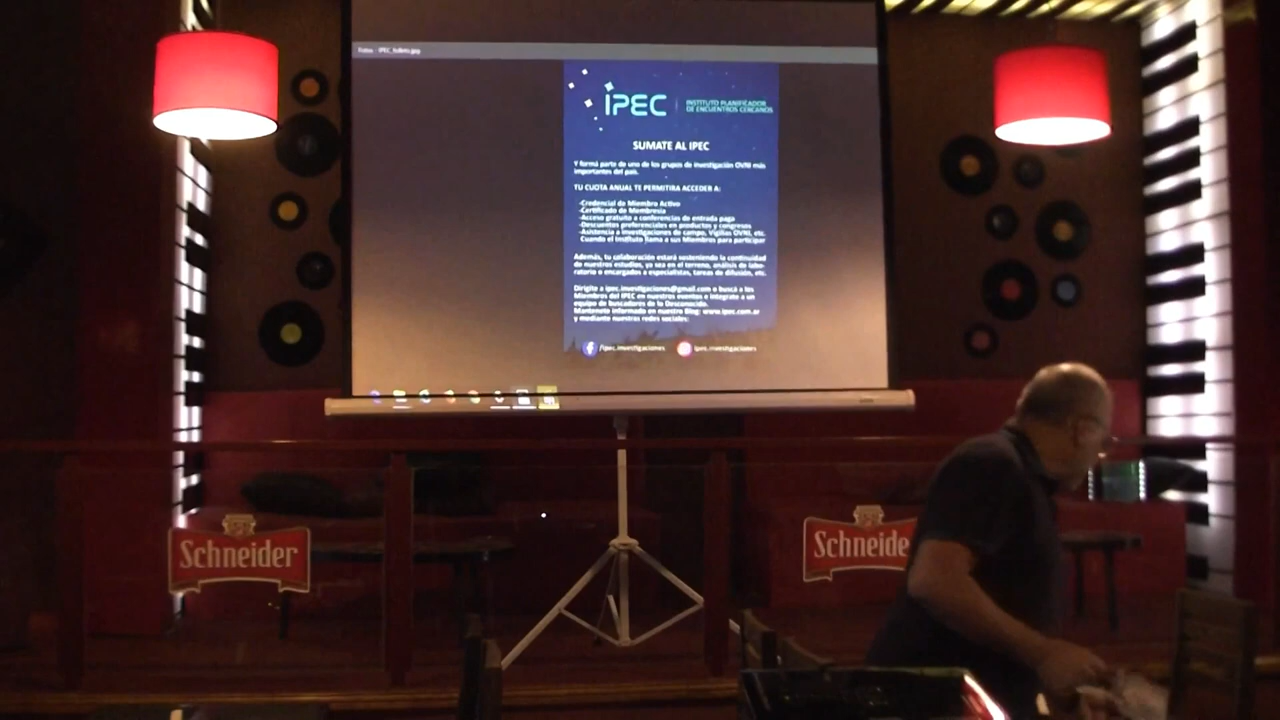 Fotos - IPEC_folleto.jpg
IPEC
INSTITUTO PLANIFICADOR
DE ENCUENTROS CERCANOS
SUMATE AL IPEC
Y formá parte de uno de los grupos de investigación OVNI más
importantes del país.
TU CUOTA ANUAL TE PERMITIRA ACCEDER A:
-Credencial de Miembro Activo
-Certificado de Membresía
-Acceso gratuito a conferencias de entrada paga
-Descuentos preferenciales en productos y congresos
-Asistencia a Investigaciones de campo, Vigilias OVNI, etc.
Cuando el Instituto llama a sus Miembros para participar
Además, tu colaboración estará sosteniendo la continuidad
de nuestros estudios, ya sea en el terreno, análisis de labo-
ratorio o encargados a especialistas, tareas de difusión, etc.
Dirigite a ipec.investigaciones@gmail.com o buscá a los
Miembros del IPEC en nuestros eventos e integrate a un
equipo de buscadores de lo Desconocido.
Mantenete informado en nuestro Blog: www.ipec.com.ar
y mediante nuestras redes sociales:
/ipec.investigaciones
ipec.investigaciones
Schneider
Schneide